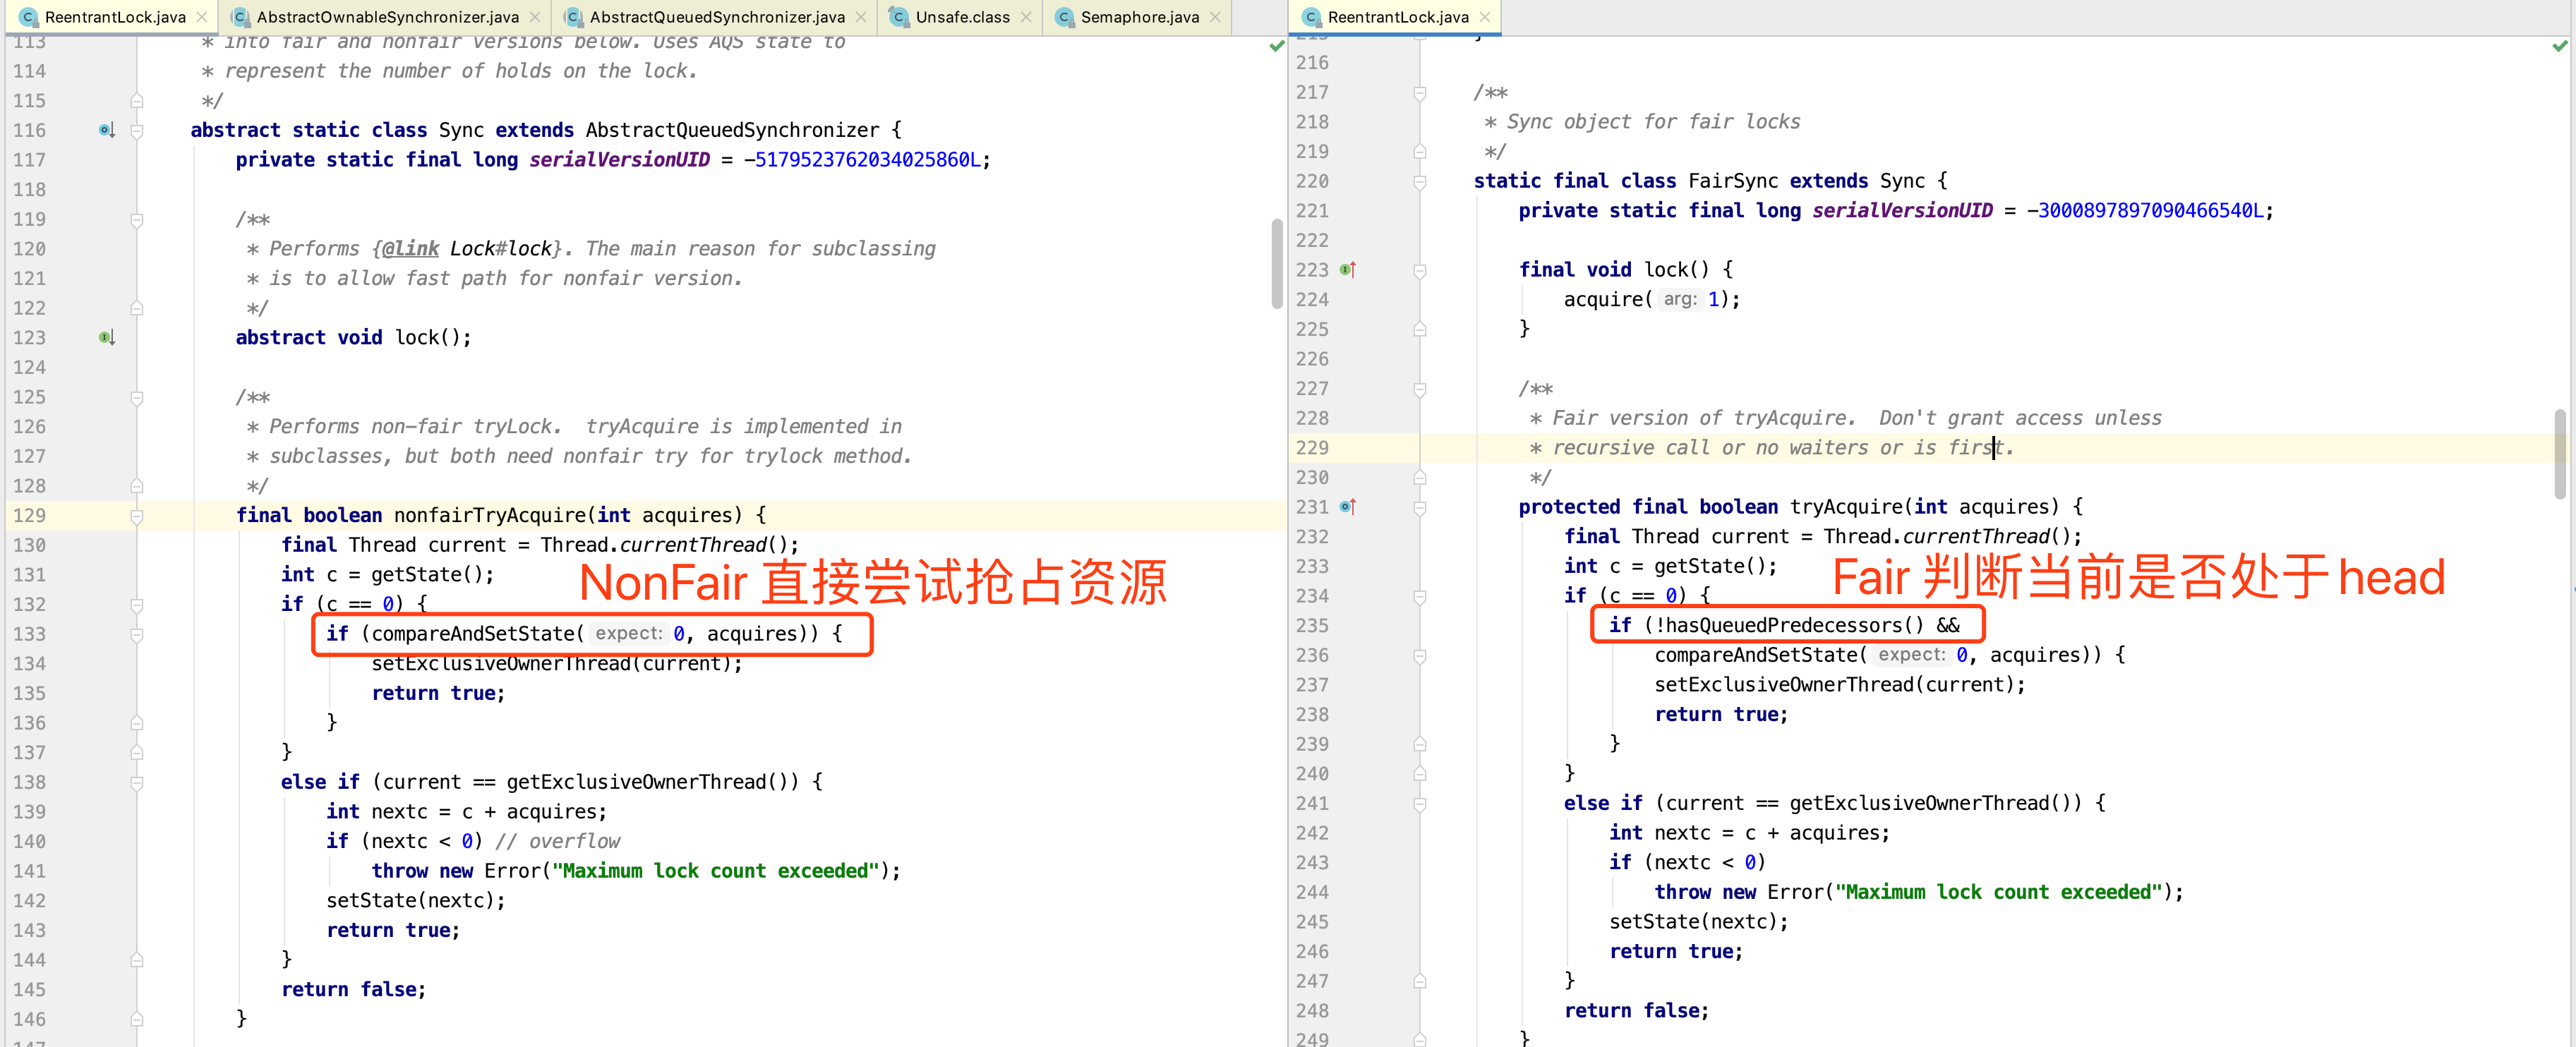 ReentrantLock.java
AbstractOwnableSynchronizer.java
AbstractQueuedSynchronizer.java
Unsafe.class
Semaphore.java
113 * into fair and nonfair versions below. Uses AQS state to
114 * represent the number of holds on the lock.
115 */
116 abstract static class Sync extends AbstractQueuedSynchronizer {
117 private static final long serialVersionUID = -5179523762034025860L;
118
119 /**
120 * Performs {@link Lock#lock}. The main reason for subclassing
121 * is to allow fast path for nonfair version.
122 */
123 abstract void lock();
124
125 /**
126 * Performs non-fair tryLock.  tryAcquire is implemented in
127 * subclasses, but both need nonfair try for trylock method.
128 */
129 final boolean nonfairTryAcquire(int acquires) {
130 final Thread current = Thread.currentThread();
131 int c = getState();
NonFair 直接尝试抢占资源
132 if (c == 0) {
133 if (compareAndSetState( expect: 0, acquires)) {
134 setExclusiveOwnerThread(current);
135 return true;
136 }
137 }
138 else if (current == getExclusiveOwnerThread()) {
139 int nextc = c + acquires;
140 if (nextc < 0) // overflow
141 throw new Error("Maximum lock count exceeded");
142 setState(nextc);
143 return true;
144 }
145 return false;
146 }
147
ReentrantLock.java
215 }
216
217 /**
218 * Sync object for fair locks
219 */
220 static final class FairSync extends Sync {
221 private static final long serialVersionUID = -3000897897090466540L;
222
223 final void lock() {
224 acquire( arg: 1);
225 }
226
227 /**
228 * Fair version of tryAcquire.  Don't grant access unless
229 * recursive call or no waiters or is first.
230 */
231 protected final boolean tryAcquire(int acquires) {
232 final Thread current = Thread.currentThread();
233 int c = getState();
Fair 判断当前是否处于head
234 if (c == 0) {
235 if (!hasQueuedPredecessors() &&
236 compareAndSetState( expect: 0, acquires)) {
237 setExclusiveOwnerThread(current);
238 return true;
239 }
240 }
241 else if (current == getExclusiveOwnerThread()) {
242 int nextc = c + acquires;
243 if (nextc < 0)
244 throw new Error("Maximum lock count exceeded");
245 setState(nextc);
246 return true;
247 }
248 return false;
249 }